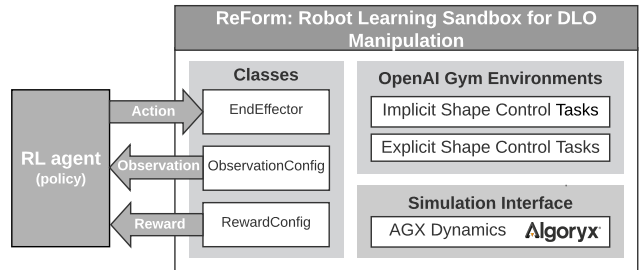 ReForm: Robot Learning Sandbox for DLO
Manipulation
RL agent
(policy)
Action
Observation
Reward
Classes
EndEffector
ObservationConfig
RewardConfig
OpenAI Gym Environments
Implicit Shape Control Tasks
Explicit Shape Control Tasks
Simulation Interface
AGX Dynamics Algoryx